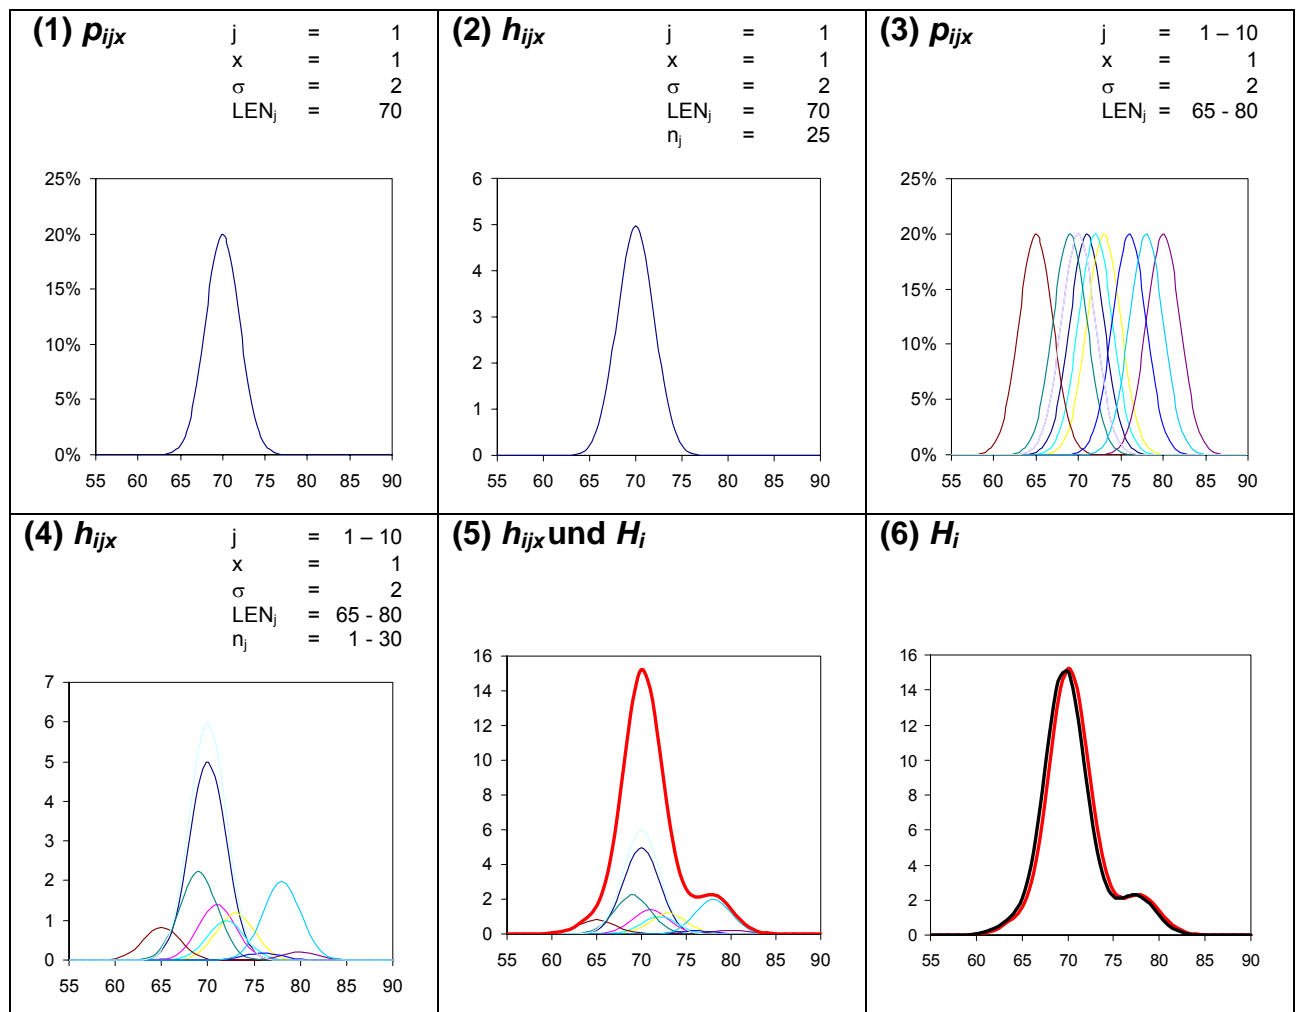 (1) pijx
j = 1
x = 1
σ = 2
LENj = 70
25%
20%
15%
10%
5%
0%
55 60 65 70 75 80 85 90
(2) hijx
j = 1
x = 1
σ = 2
LENj = 70
nj = 25
6
5
4
3
2
1
0
55 60 65 70 75 80 85 90
(3) pijx
j = 1 – 10
x = 1
σ = 2
LENj = 65 - 80
25%
20%
15%
10%
5%
0%
55 60 65 70 75 80 85 90
(4) hijx
j = 1 – 10
x = 1
σ = 2
LENj = 65 - 80
nj = 1 - 30
7
6
5
4
3
2
1
0
55 60 65 70 75 80 85 90
(5) hijx und Hi
16
14
12
10
8
6
4
2
0
55 60 65 70 75 80 85 90
(6) Hi
16
14
12
10
8
6
4
2
0
55 60 65 70 75 80 85 90